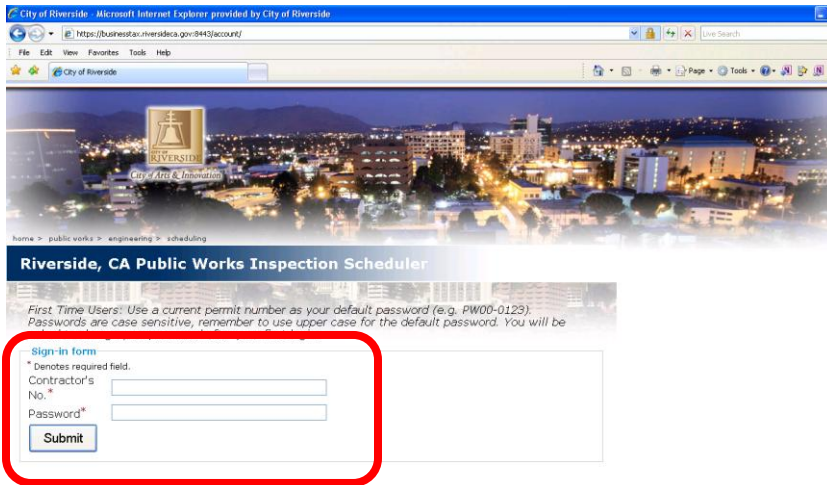 City of Riverside - Microsoft Internet Explorer provided by City of Riverside
https://businesstax.riversideca.gov:8443/account/
Live Search
File Edit View Favorites Tools Help
City of Riverside
Page Tools
CITY OF
RIVERSIDE
City of Arts & Innovation
home > public works > engineering > scheduling
Riverside, CA Public Works Inspection Scheduler
First Time Users: Use a current permit number as your default password (e.g. PW00-0123).
Passwords are case sensitive, remember to use upper case for the default password. You will be
Sign-in form
* Denotes required field.
Contractor's
No.*
Password*
Submit